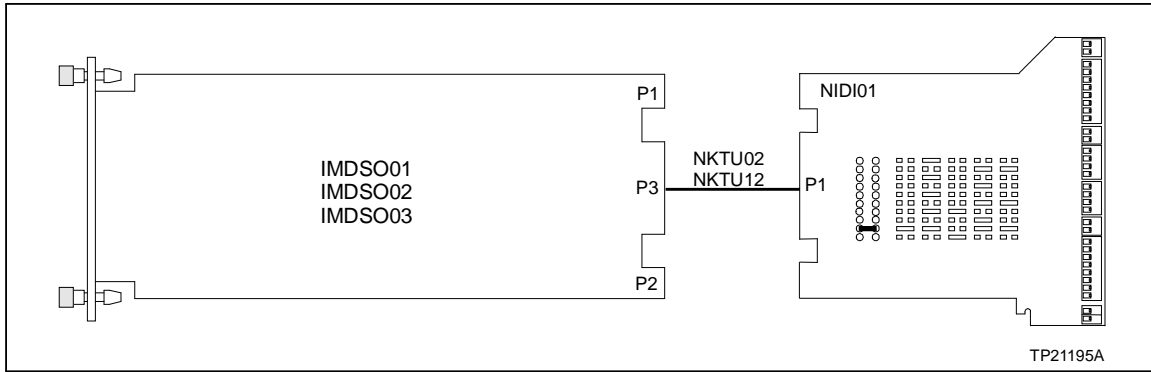 P1
NIDI01
IMDSO01
IMDSO02
IMDSO03
P3
NKTU02
NKTU12
P1
P2
TP21195A